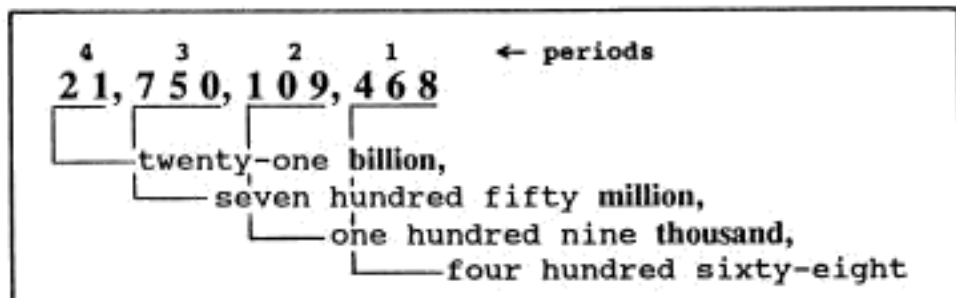 4 3 2 1 ← periods
21,750,109,468
twenty-one billion,
seven hundred fifty million,
one hundred nine thousand,
four hundred sixty-eight